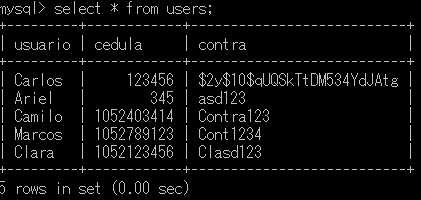 mysql> select * from users;
+---------+------------+----------------------+
| usuario | cedula | contra |
+---------+------------+----------------------+
| Carlos | 123456 | $2y$10$qUQSkTtDM534YdJAtg
| Ariel | 345 | asd123
| Camilo | 1052403414 | Contra123
| Marcos | 1052789123 | Cont1234
| Clara | 1052123456 | Clasd123
+---------+------------+----------------------+
5 rows in set (0.00 sec)